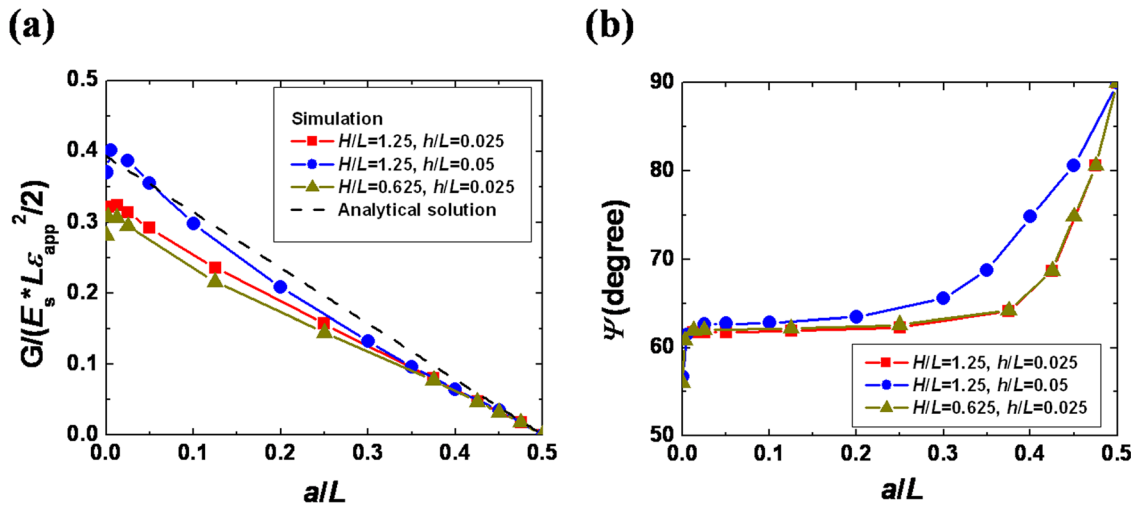 (a)
G/(E*sLεapp²/2)
0.5
0.4
0.3
0.2
0.1
0.0
Simulation
H/L=1.25, h/L=0.025
H/L=1.25, h/L=0.05
H/L=0.625, h/L=0.025
Analytical solution
0.0 0.1 0.2 0.3 0.4 0.5
a/L
(b)
Ψ(degree)
90
80
70
60
50
H/L=1.25, h/L=0.025
H/L=1.25, h/L=0.05
H/L=0.625, h/L=0.025
0.0 0.1 0.2 0.3 0.4 0.5
a/L